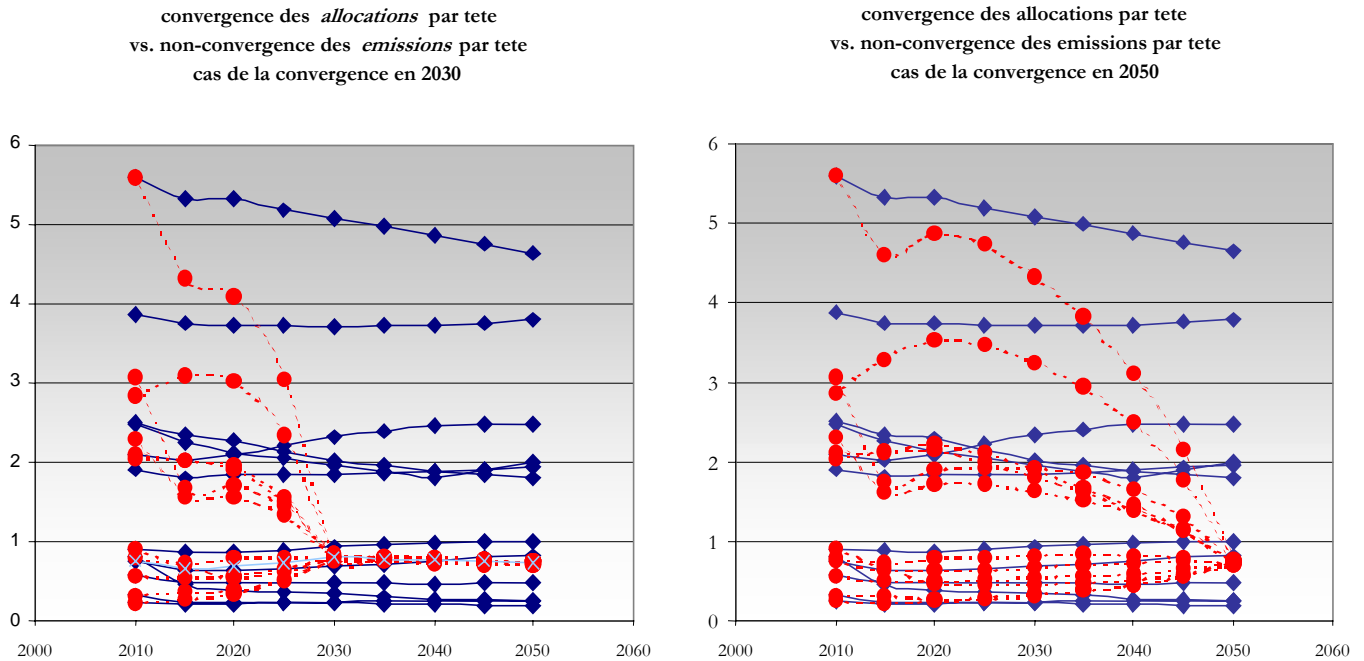 convergence des allocations par tete
vs. non-convergence des emissions par tete
cas de la convergence en 2030
6
5
4
3
2
1
0
2000 2010 2020 2030 2040 2050 2060
convergence des allocations par tete
vs. non-convergence des emissions par tete
cas de la convergence en 2050
6
5
4
3
2
1
0
2000 2010 2020 2030 2040 2050 2060